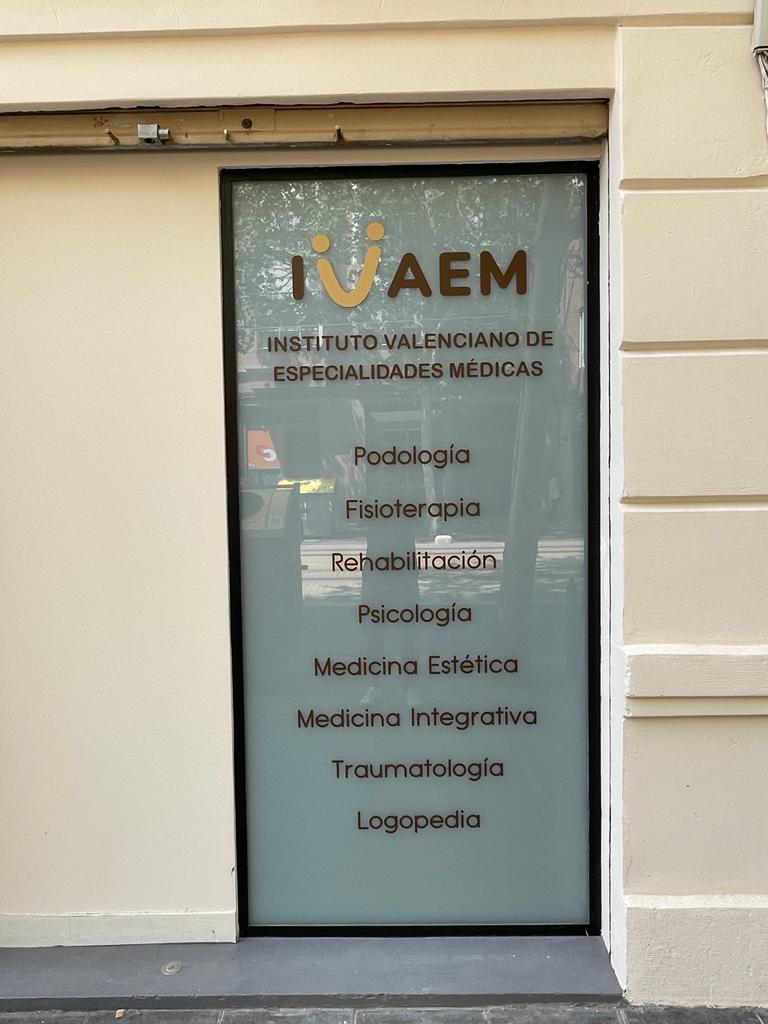 IVAEM
INSTITUTO VALENCIANO DE
ESPECIALIDADES MÉDICAS
Podología
Fisioterapia
Rehabilitación
Psicología
Medicina Estética
Medicina Integrativa
Traumatología
Logopedia